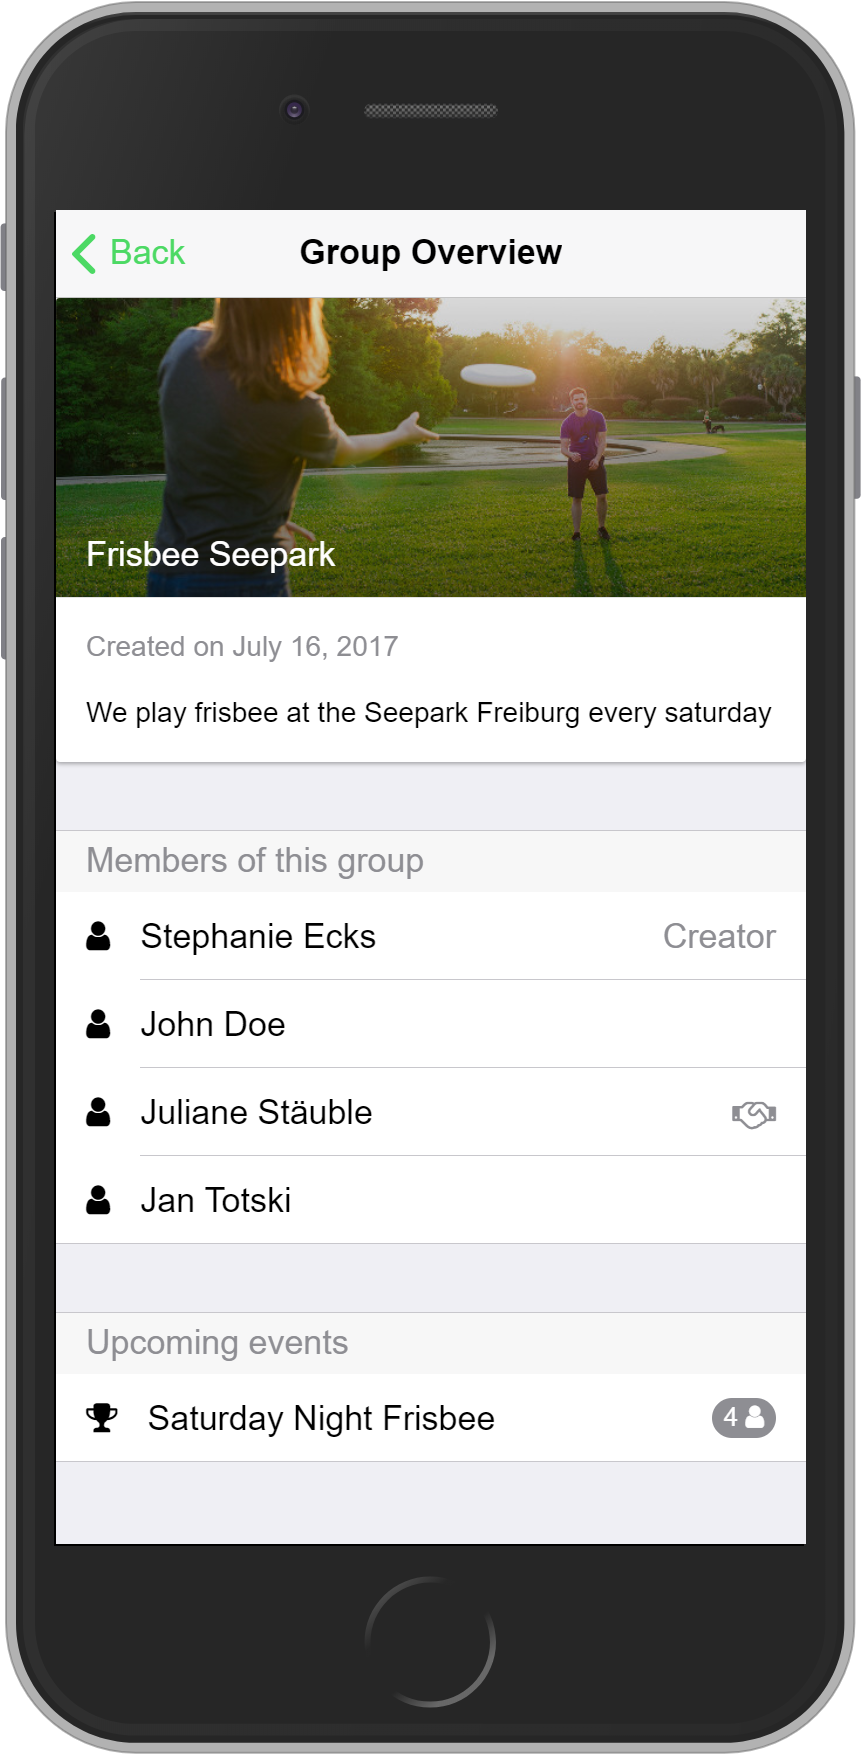 Back
Group Overview
Frisbee Seepark
Created on July 16, 2017
We play frisbee at the Seepark Freiburg every saturday
Members of this group
Stephanie Ecks
Creator
John Doe
Juliane Stäuble
Jan Totski
Upcoming events
Saturday Night Frisbee
4